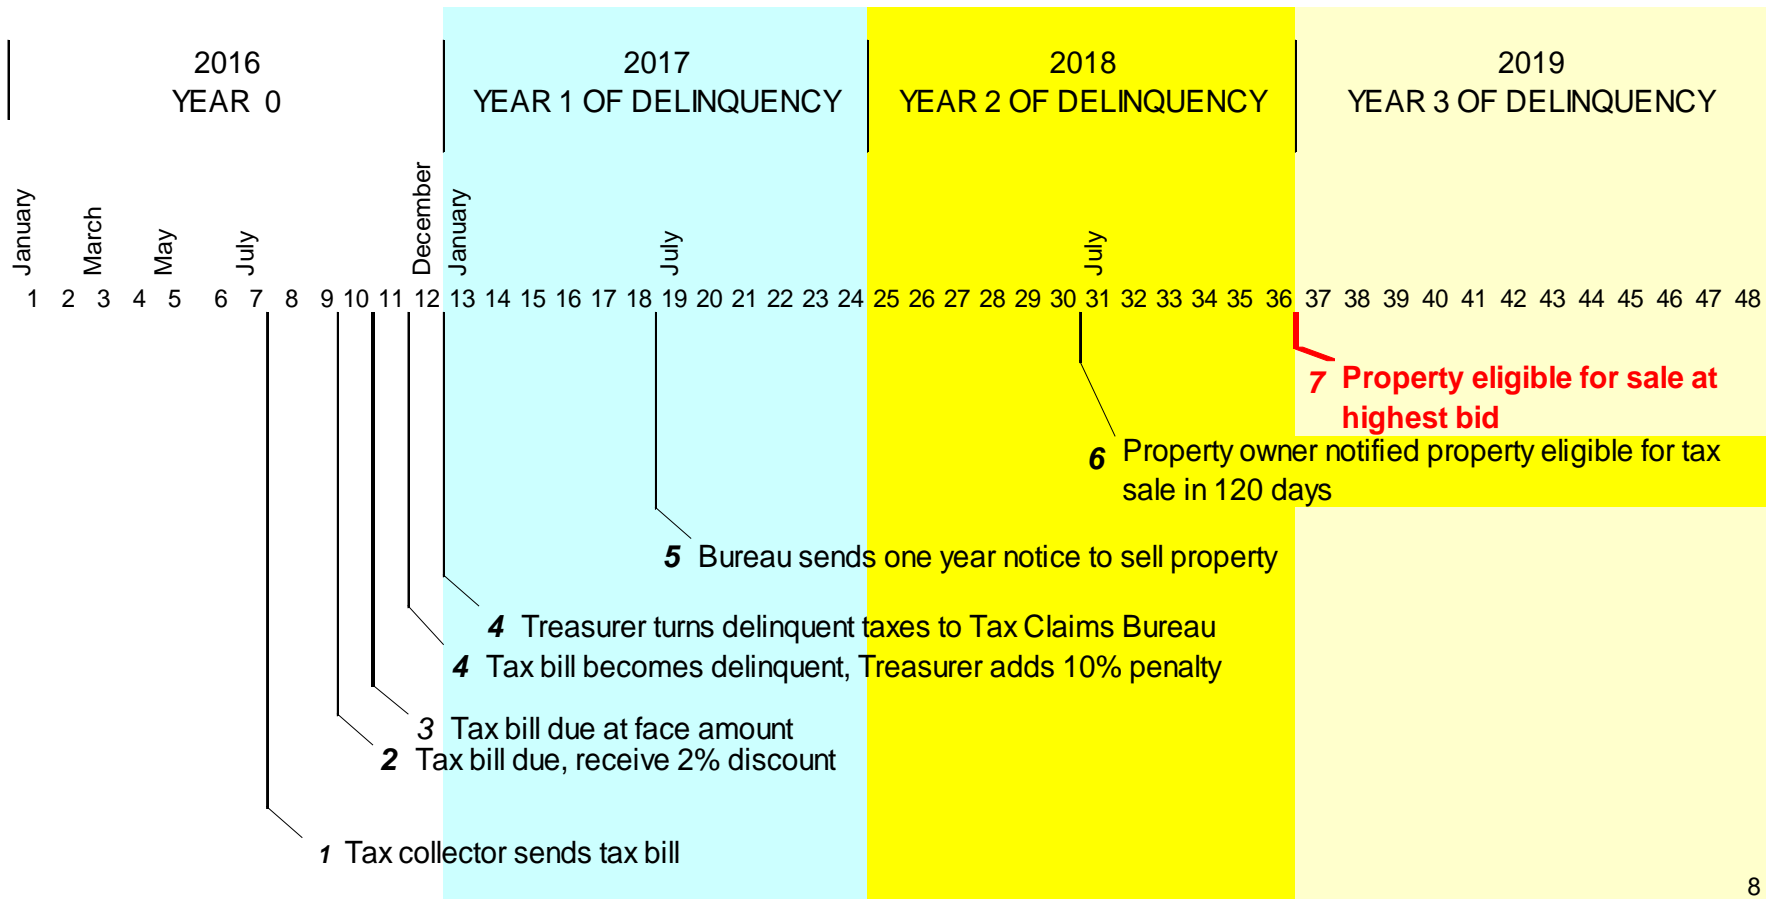 2016
YEAR 0
2017
YEAR 1 OF DELINQUENCY
2018
YEAR 2 OF DELINQUENCY
2019
YEAR 3 OF DELINQUENCY
January
March
May
July
December
January
July
July
1 2 3 4 5 6 7 8 9 10 11 12 13 14 15 16 17 18 19 20 21 22 23 24 25 26 27 28 29 30 31 32 33 34 35 36 37 38 39 40 41 42 43 44 45 46 47 48
7 Property eligible for sale at
highest bid
6 Property owner notified property eligible for tax
sale in 120 days
5 Bureau sends one year notice to sell property
4 Treasurer turns delinquent taxes to Tax Claims Bureau
4 Tax bill becomes delinquent, Treasurer adds 10% penalty
3 Tax bill due at face amount
2 Tax bill due, receive 2% discount
1 Tax collector sends tax bill
8